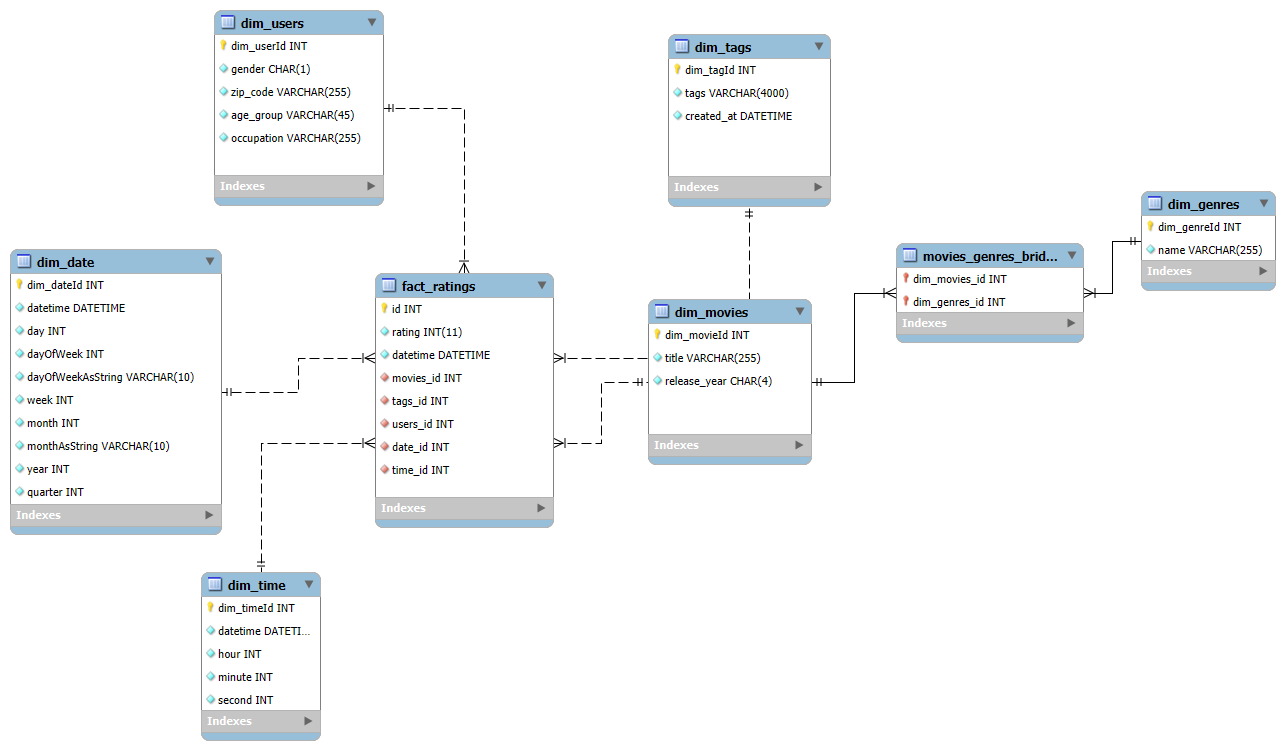 dim_users
dim_userId INT
gender CHAR(1)
zip_code VARCHAR(255)
age_group VARCHAR(45)
occupation VARCHAR(255)
Indexes
dim_tags
dim_tagId INT
tags VARCHAR(4000)
created_at DATETIME
Indexes
dim_genres
dim_genreId INT
name VARCHAR(255)
Indexes
movies_genres_brid...
dim_movies_id INT
dim_genres_id INT
Indexes
dim_date
dim_dateId INT
datetime DATETIME
day INT
dayOfWeek INT
dayOfWeekAsString VARCHAR(10)
week INT
month INT
monthAsString VARCHAR(10)
year INT
quarter INT
Indexes
fact_ratings
id INT
rating INT(11)
datetime DATETIME
movies_id INT
tags_id INT
users_id INT
date_id INT
time_id INT
Indexes
dim_movies
dim_movieId INT
title VARCHAR(255)
release_year CHAR(4)
Indexes
dim_time
dim_timeId INT
datetime DATETI...
hour INT
minute INT
second INT
Indexes